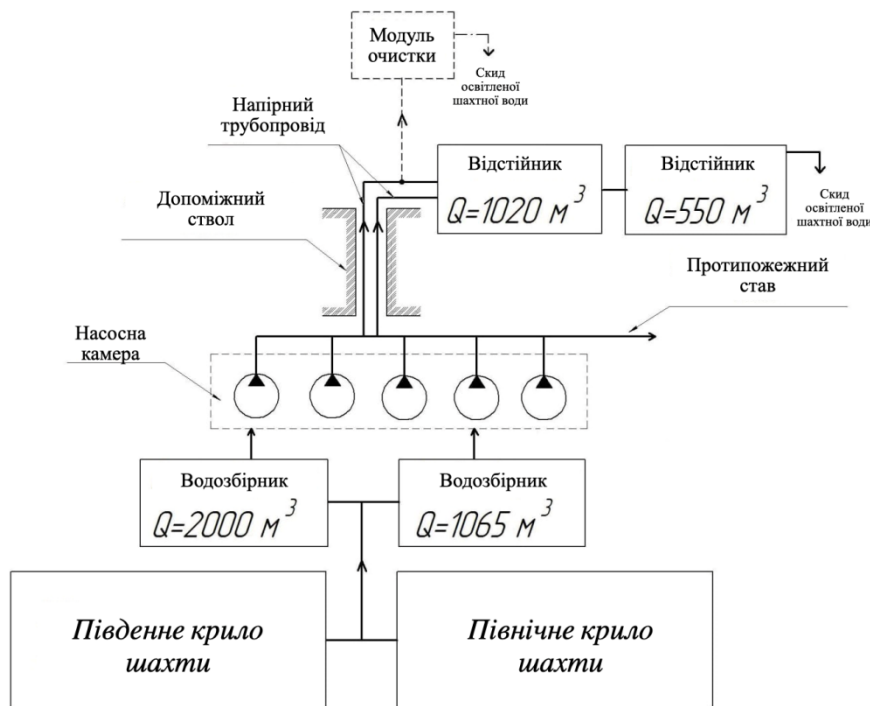 Модуль
очистки
Скид
освітленої
шахтної води
Напірний
трубопровід
Відстійник
Q=1020 м³
Відстійник
Q=550 м³
Скид
освітленої
шахтної води
Допоміжний
ствол
Протипожежний
став
Насосна
камера
Водозбірник
Q=2000 м³
Водозбірник
Q=1065 м³
Південне крило
шахти
Північне крило
шахти